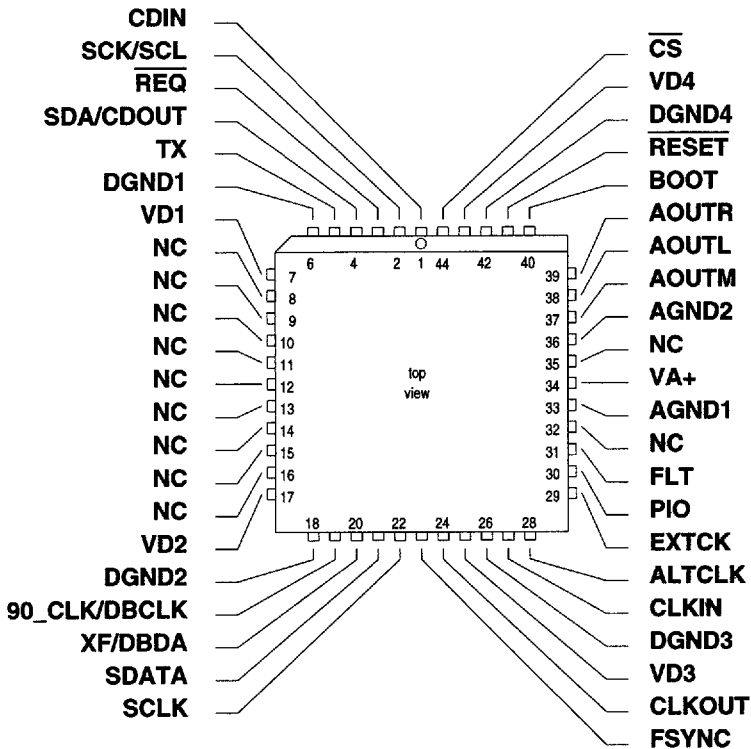 CDIN
SCK/SCL
REQ
SDA/CDOUT
TX
DGND1
VD1
NC
NC
NC
NC
NC
NC
NC
NC
NC
VD2
DGND2
90_CLK/DBCLK
XF/DBDA
SDATA
SCLK
CS
VD4
DGND4
RESET
BOOT
AOUTR
AOUTL
AOUTM
AGND2
NC
VA+
AGND1
NC
FLT
PIO
EXTCK
ALTCLK
CLKIN
DGND3
VD3
CLKOUT
FSYNC
6 4 2 1 44 42 40
7
8
9
10
11
12
13
14
15
16
17
39
38
37
36
35
34
33
32
31
30
29
top
view
18 20 22 24 26 28